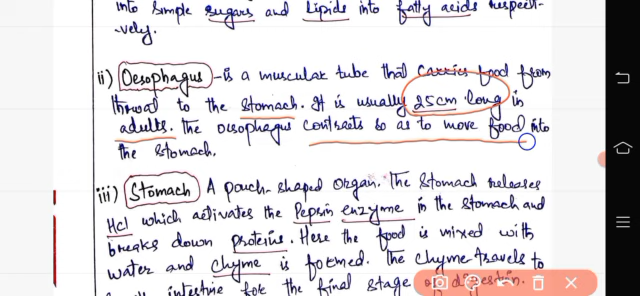 into simple sugars and Lipids into fatty acids respect-
-vely.
ii) Oesophagus - is a muscular tube that carries food from
throat to the stomach. It is usually 25cm long in
adults. The oesophagus contracts so as to move food into
the stomach.
iii) Stomach A pouch-shaped organ. The stomach releases
HCl which activates the Pepsin enzyme in the stomach and
breaks down proteins. Here the food is mixed with
water and chyme is formed. The chyme travels to
intestine for the final stage of digestion.